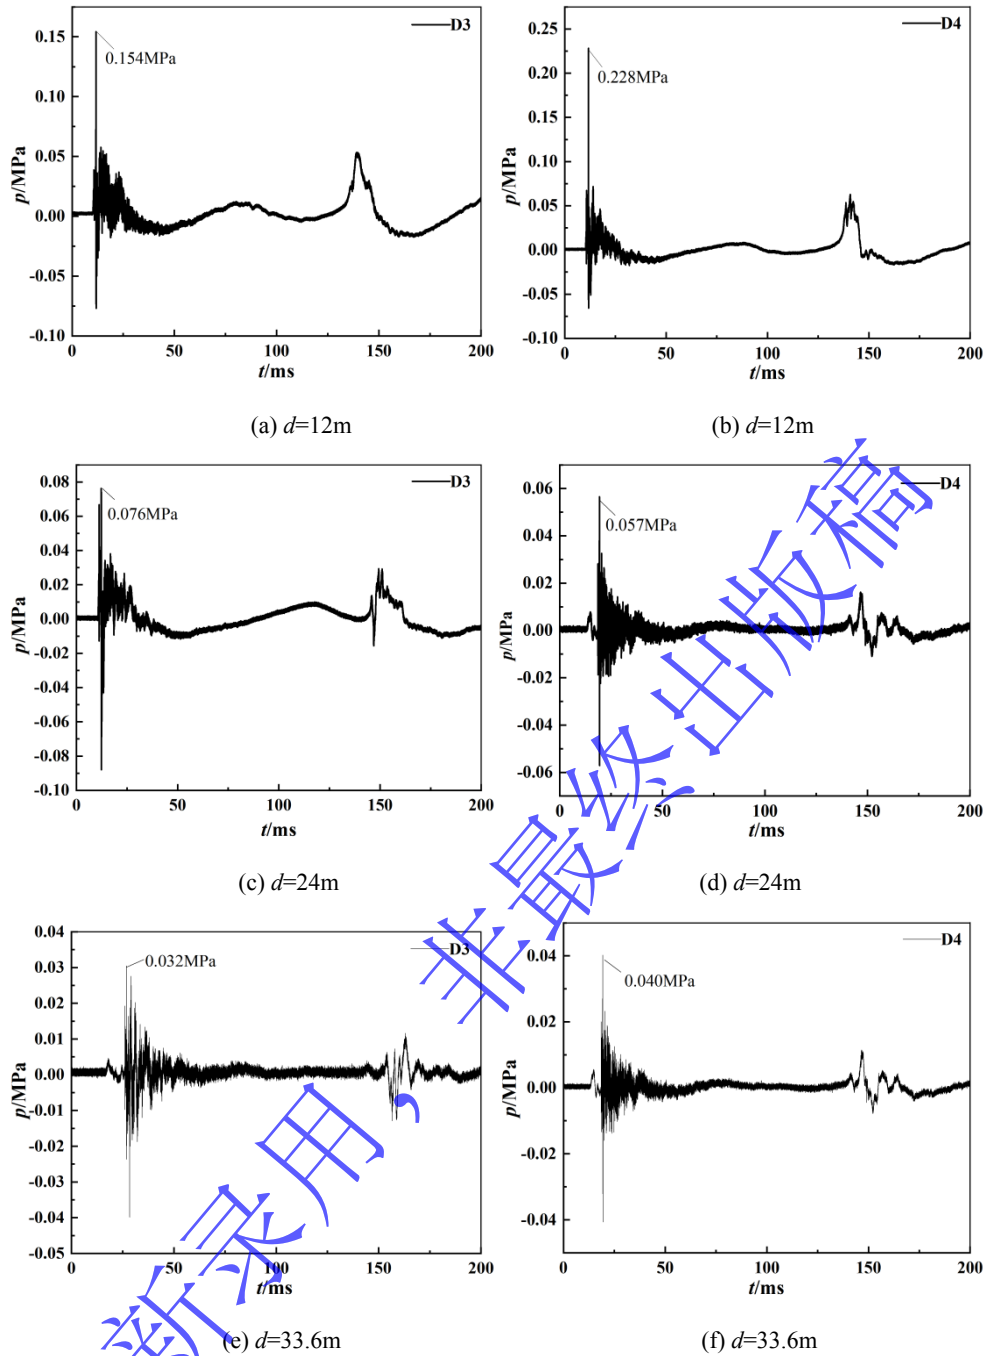 D3
0.154MPa
0.15
0.10
0.05
0.00
-0.05
-0.10
p/MPa
0 50 100 150 200
t/ms
(a) d=12m
D4
0.228MPa
0.25
0.20
0.15
0.10
0.05
0.00
-0.05
-0.10
p/MPa
0 50 100 150 200
t/ms
(b) d=12m
D3
0.076MPa
0.08
0.06
0.04
0.02
0.00
-0.02
-0.04
-0.06
-0.08
-0.10
p/MPa
0 50 100 150 200
t/ms
(c) d=24m
D4
0.057MPa
0.06
0.04
0.02
0.00
-0.02
-0.04
-0.06
p/MPa
0 50 100 150 200
t/ms
(d) d=24m
D3
0.032MPa
0.04
0.03
0.02
0.01
0.00
-0.01
-0.02
-0.03
-0.04
-0.05
p/MPa
0 50 100 150 200
t/ms
(e) d=33.6m
D4
0.040MPa
0.04
0.02
0.00
-0.02
-0.04
p/MPa
0 50 100 150 200
t/ms
(f) d=33.6m
录用,非最终出版稿